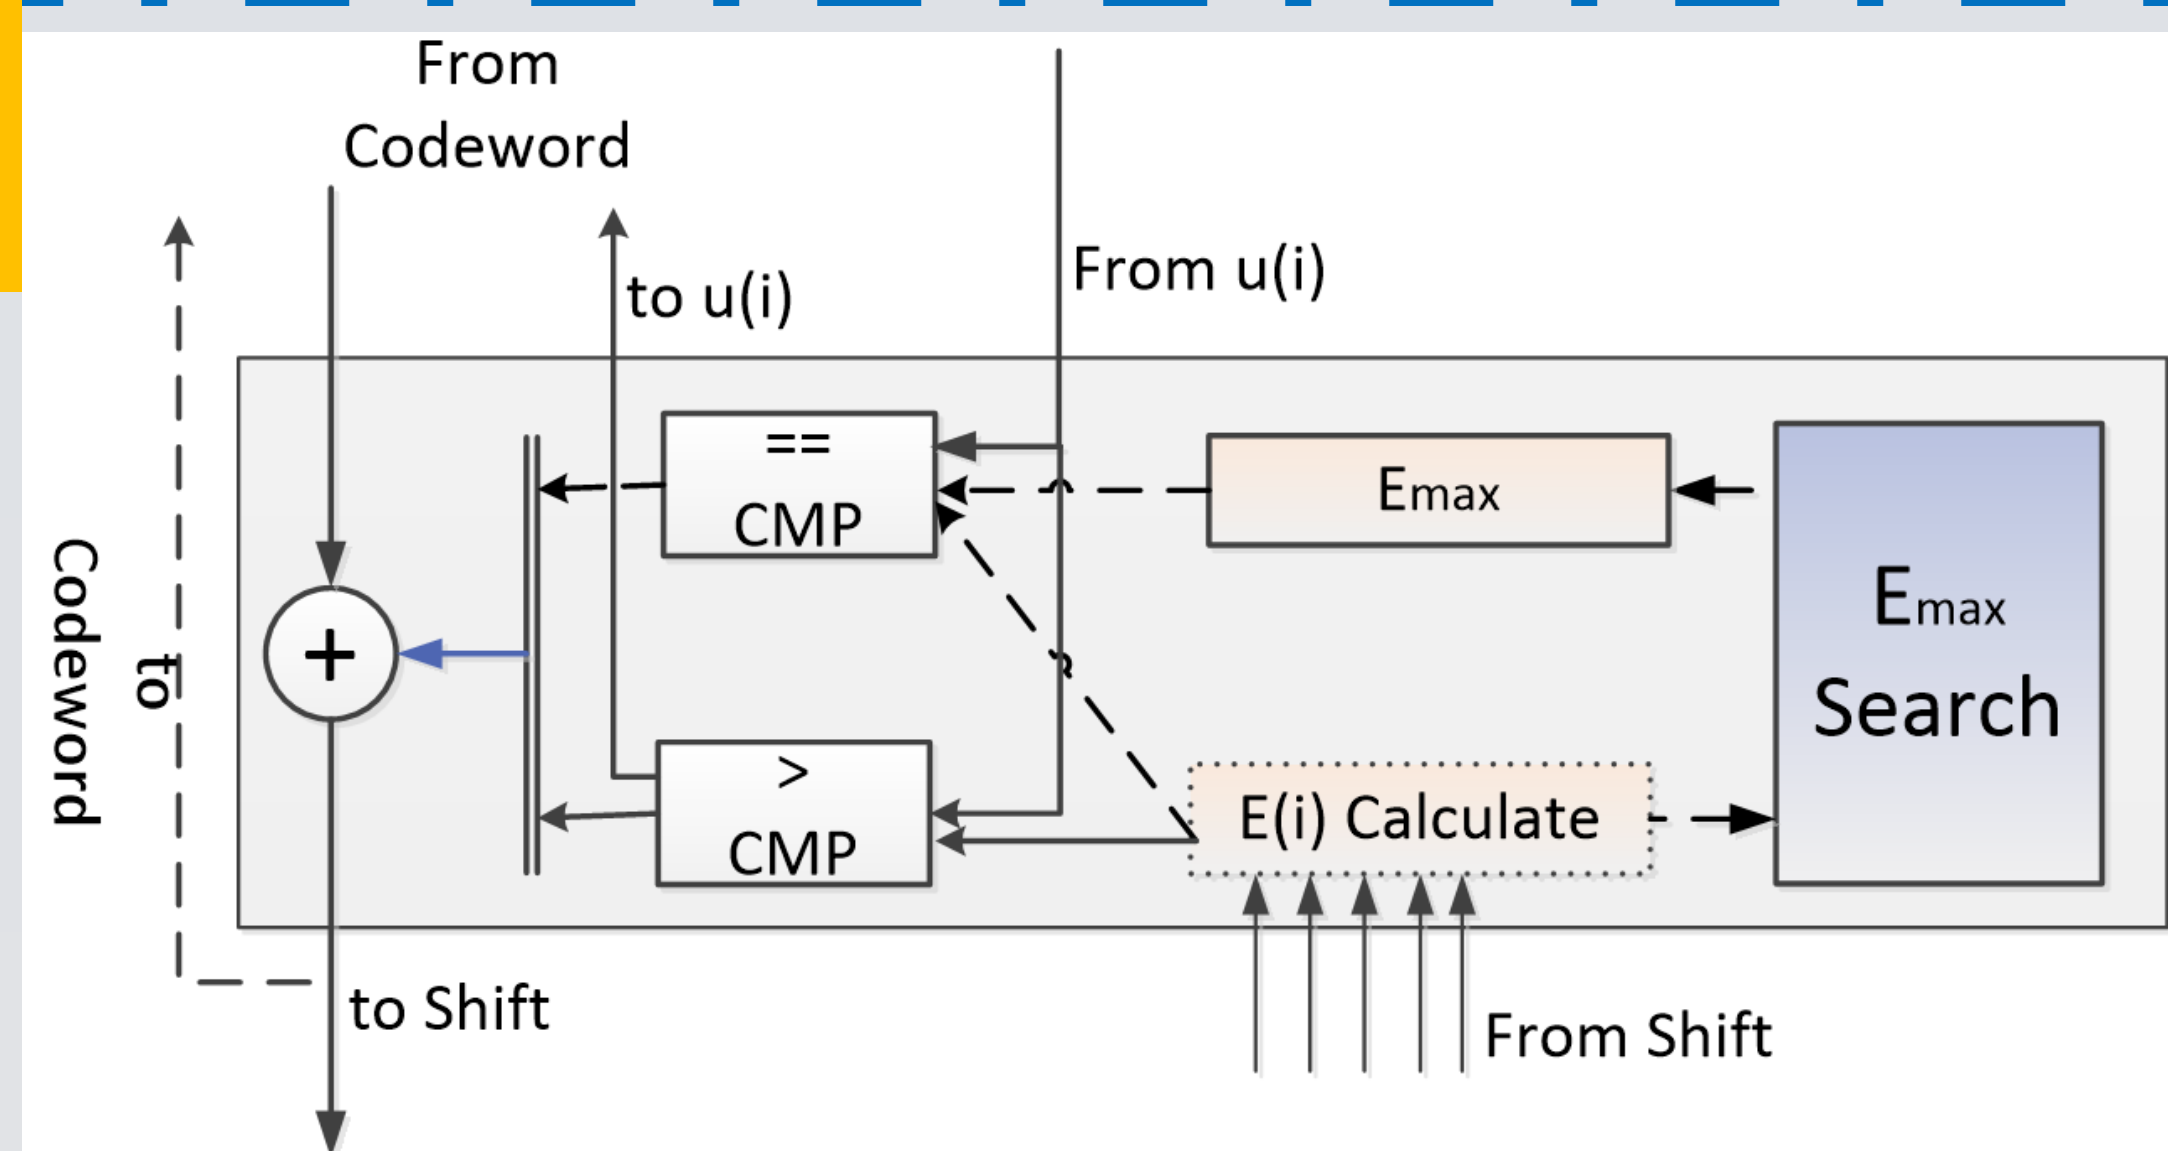 From
Codeword
to u(i)
From u(i)
==
CMP
Emax
Emax
Search
to
Codeword
+
>
CMP
E(i) Calculate
to Shift
From Shift